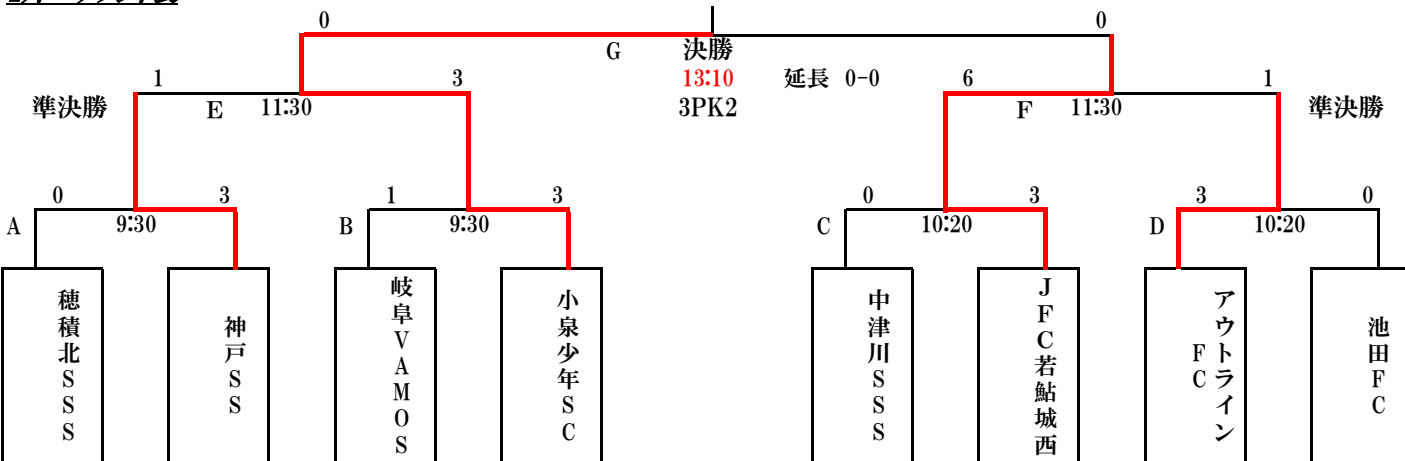 0 0
G 決勝
1 3 13:10 延長 0-0 6 1
準決勝 E 11:30 3PK2 F 11:30 準決勝
0 3 1 3 0 3 3 0
A 9:30 B 9:30 C 10:20 D 10:20
穂積北SSS
神戸SS
岐阜VAMOS
小泉少年SC
中津川SSS
JFC若鮎城西
アウトライン
FC
池田FC